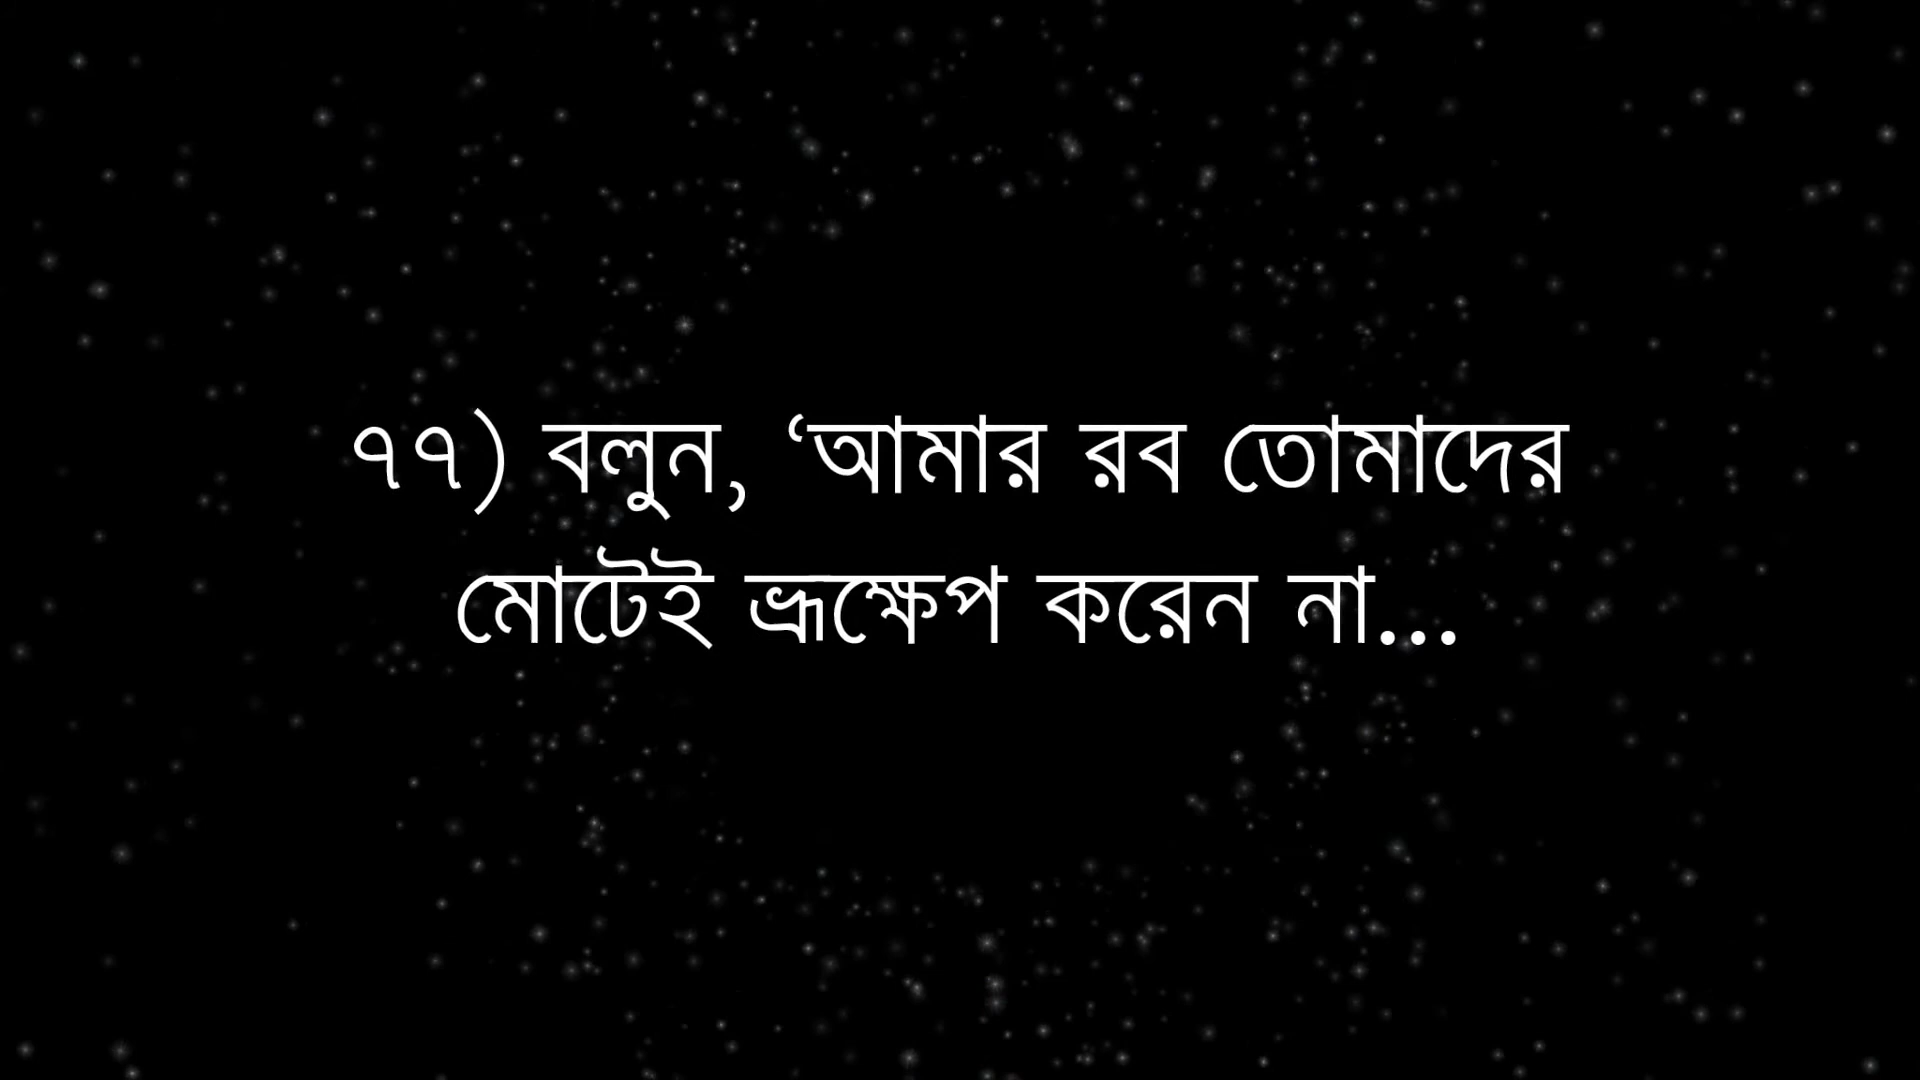 ৭৭) বলুন, ‘আমার রব তোমাদের
মোটেই ভ্রূক্ষেপ করেন না...